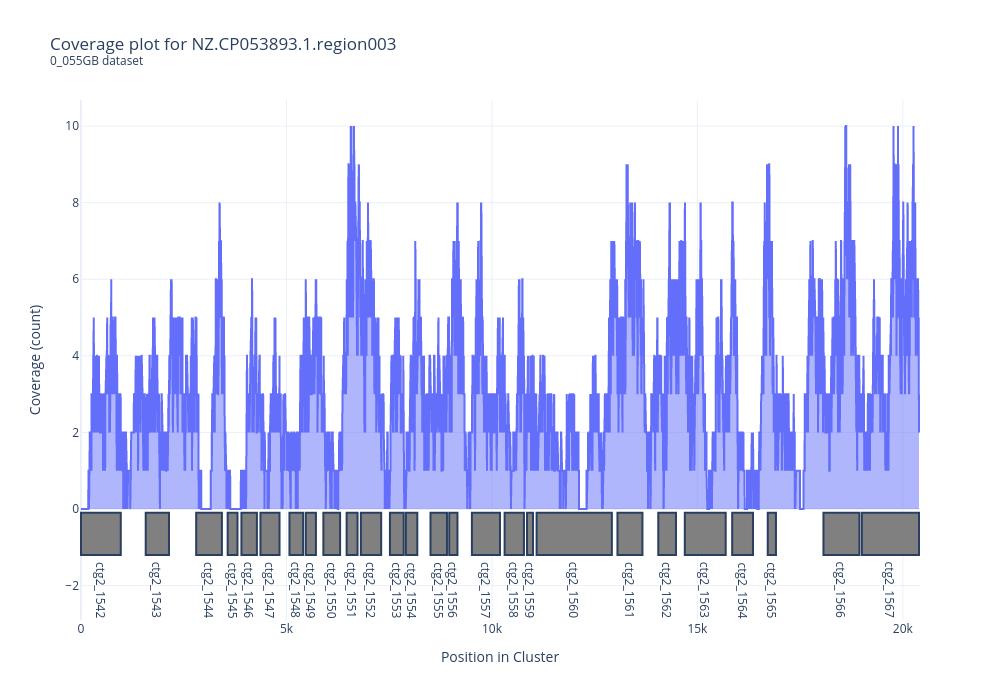 Coverage plot for NZ.CP053893.1.region003
0_055GB dataset
10
8
6
4
2
0
−2
Coverage (count)
ctg2_1542
ctg2_1543
ctg2_1544
ctg2_1545
ctg2_1546
ctg2_1547
ctg2_1548
ctg2_1549
ctg2_1550
ctg2_1551
ctg2_1552
ctg2_1553
ctg2_1554
ctg2_1555
ctg2_1556
ctg2_1557
ctg2_1558
ctg2_1559
ctg2_1560
ctg2_1561
ctg2_1562
ctg2_1563
ctg2_1564
ctg2_1565
ctg2_1566
ctg2_1567
0 5k 10k 15k 20k
Position in Cluster